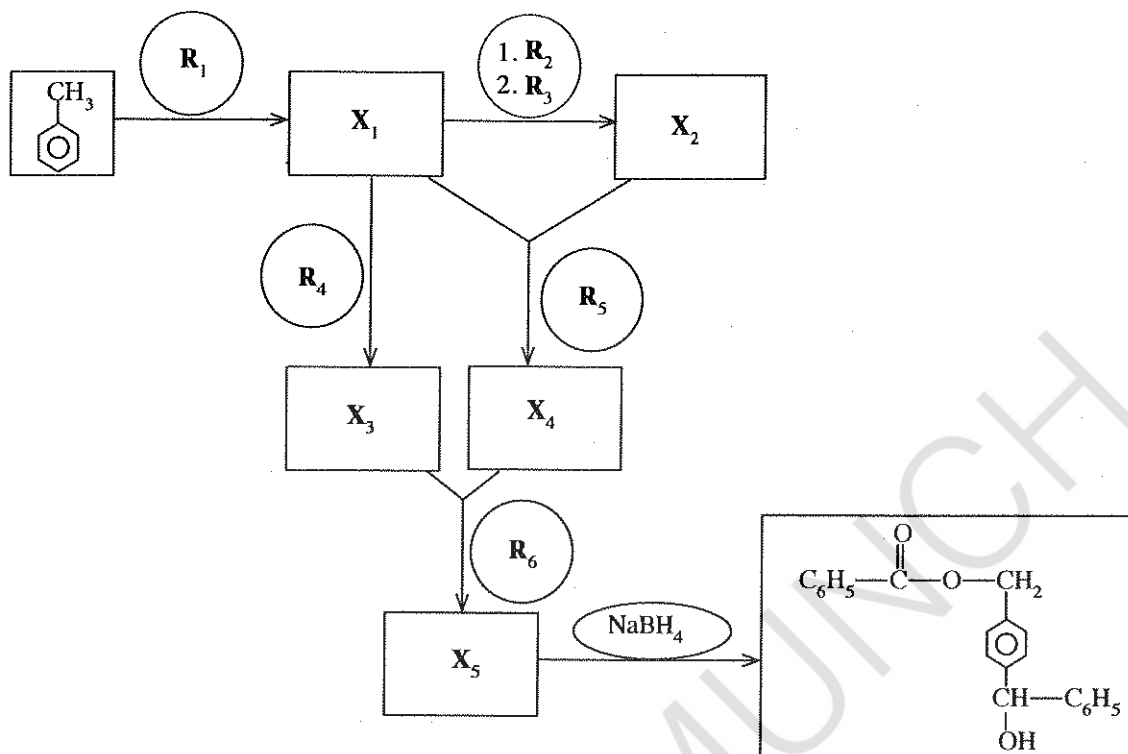 CH₃
R₁
X₁
1. R₂
2. R₃
X₂
R₄
R₅
X₃
X₄
R₆
X₅
NaBH₄
O
C₆H₅—C—O—CH₂
CH—C₆H₅
OH
MUNCH